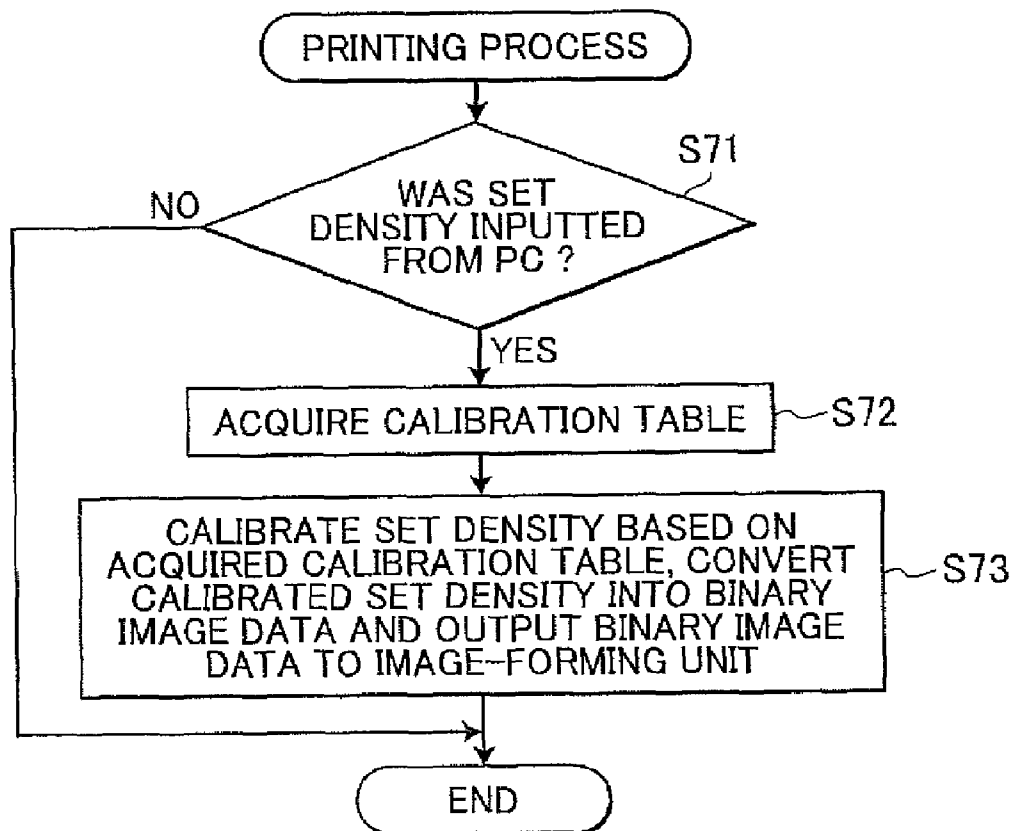 PRINTING PROCESS
S71
WAS SET
DENSITY INPUTTED
FROM PC ?
NO
YES
ACQUIRE CALIBRATION TABLE
S72
CALIBRATE SET DENSITY BASED ON
ACQUIRED CALIBRATION TABLE, CONVERT
CALIBRATED SET DENSITY INTO BINARY
IMAGE DATA AND OUTPUT BINARY IMAGE
DATA TO IMAGE-FORMING UNIT
S73
END